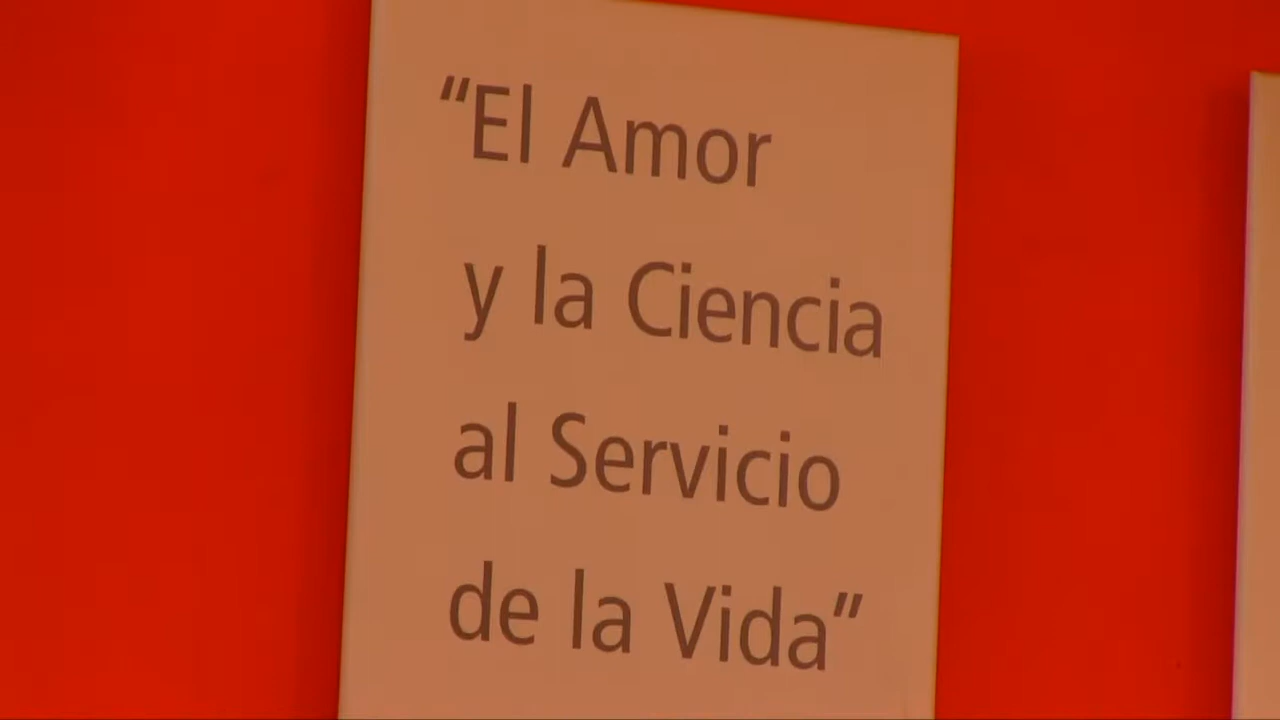 “El Amor
y la Ciencia
al Servicio
de la Vida”